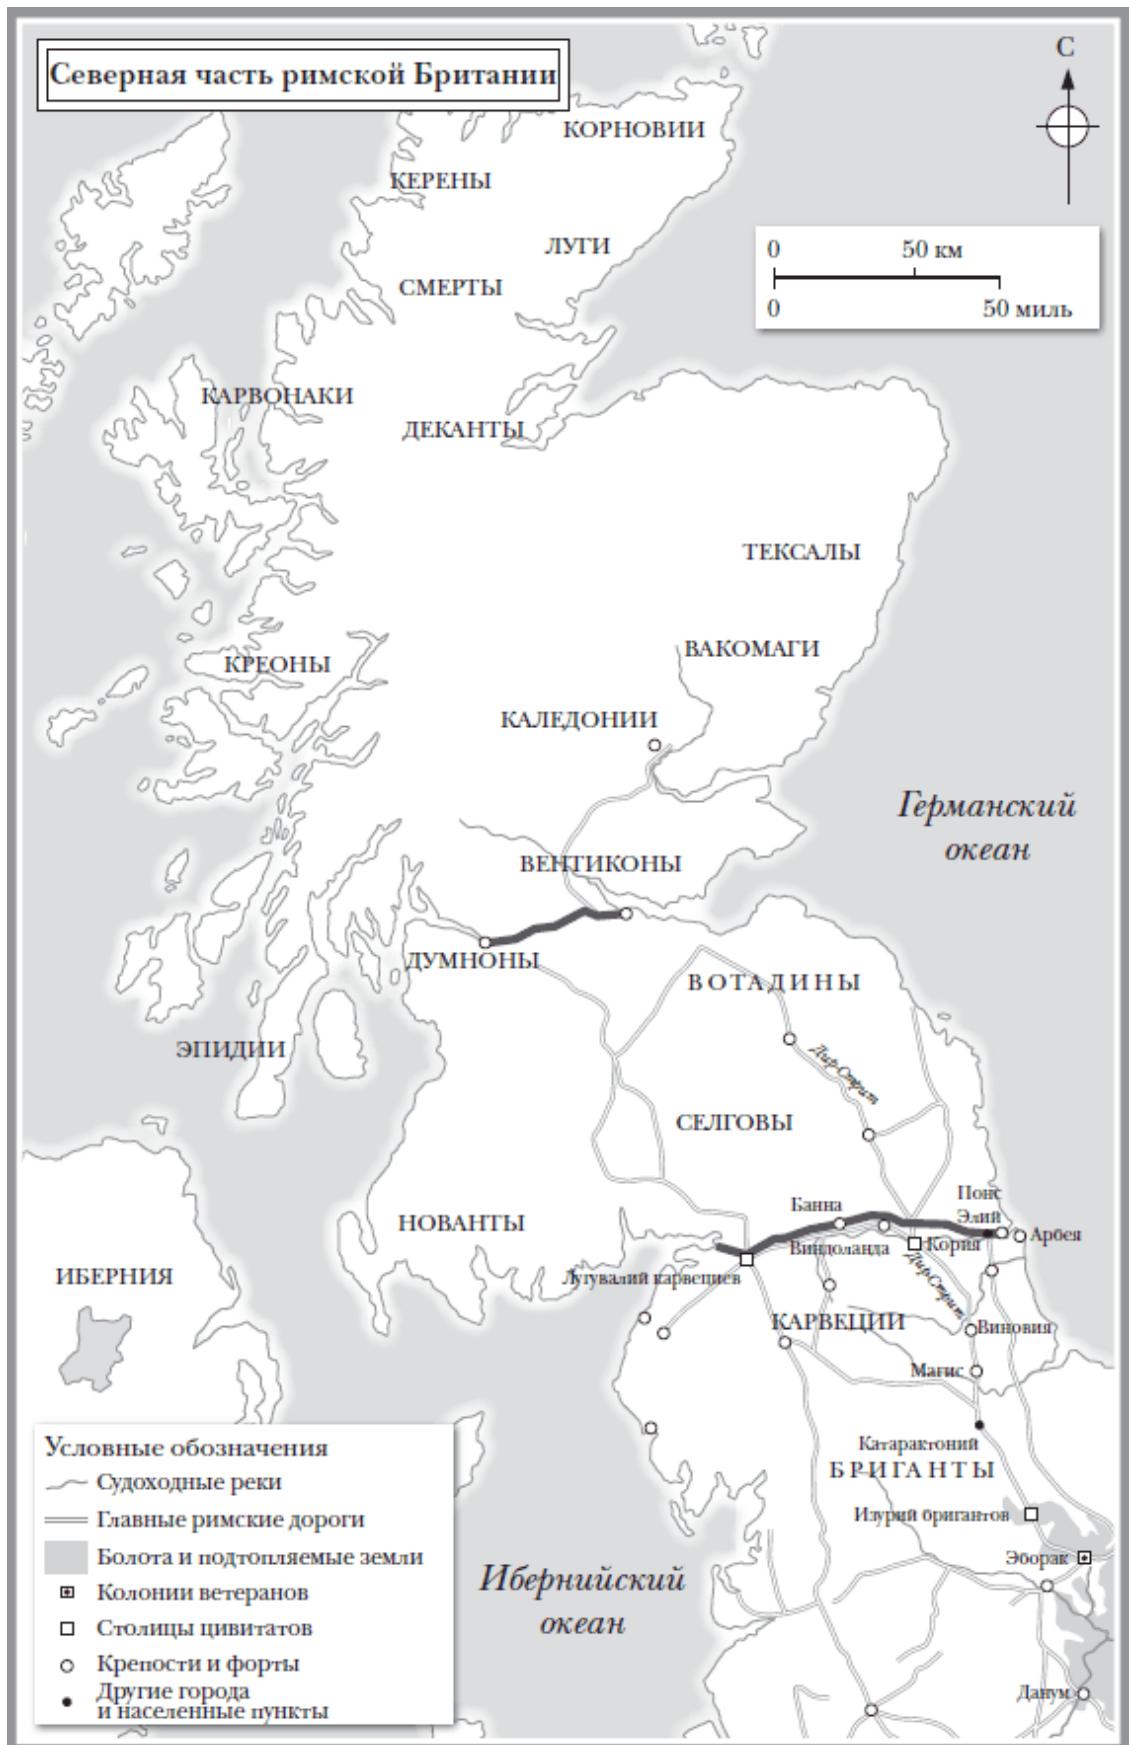 Северная часть римской Британии
С
КОРНОВИИ
КЕРЕНЫ
ЛУГИ
0 50 км
СМЕРТЫ
0 50 миль
КАРВОНАКИ
ДЕКАНТЫ
ТЕКСАЛЫ
ВАКОМАГИ
КРЕОНЫ
КАЛЕДОНИИ
Германский
океан
ВЕНТИКОНЫ
ДУМНОНЫ
ВОТАДИНЫ
ЭПИДИИ
Дир Стрит
СЕЛГОВЫ
Понс
Элий
Банна
НОВАНТЫ
Арбея
Виндоланда
Кория
ИБЕРНИЯ
Лугувалий карвециев
Дир Стрит
КАРВЕЦИИ
Виновия
Магис
Катарактоний
БРИГАНТЫ
Изурий бригантов
Эборак
Ибернийский
океан
Данум
Условные обозначения
Судоходные реки
Главные римские дороги
Болота и подтопляемые земли
Колонии ветеранов
Столицы цивитатов
Крепости и форты
Другие города
и населенные пункты